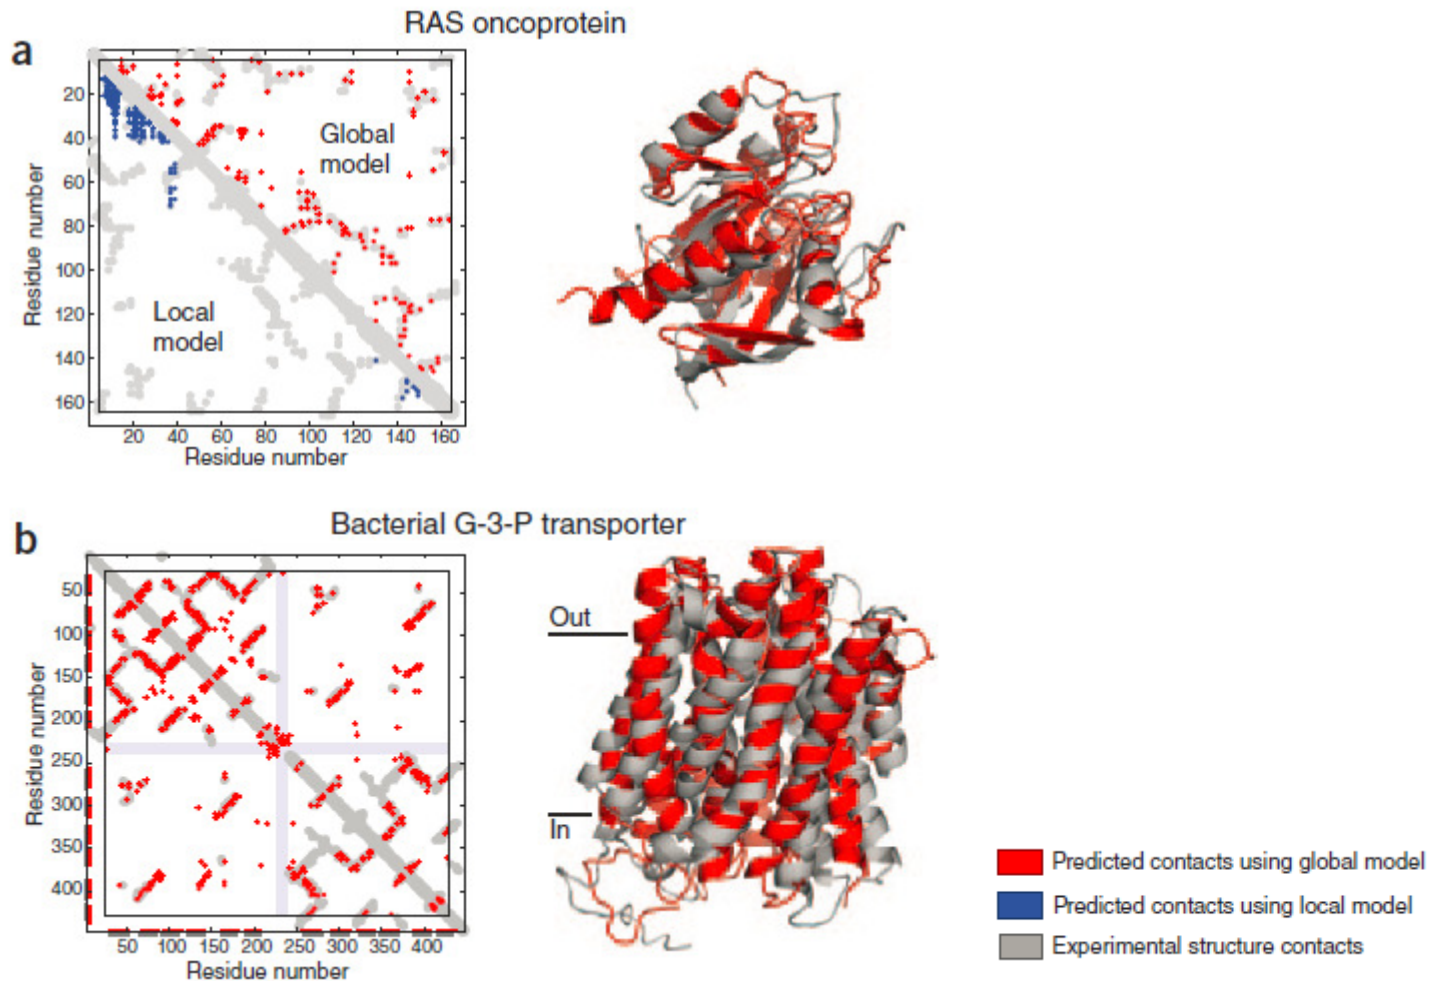 RAS oncoprotein
a
Residue number
20
40
60
80
100
120
140
160
Global
model
Local
model
20 40 60 80 100 120 140 160
Residue number
Bacterial G-3-P transporter
b
Residue number
50
100
150
200
250
300
350
400
50 100 150 200 250 300 350 400
Residue number
Out
In
Predicted contacts using global model
Predicted contacts using local model
Experimental structure contacts